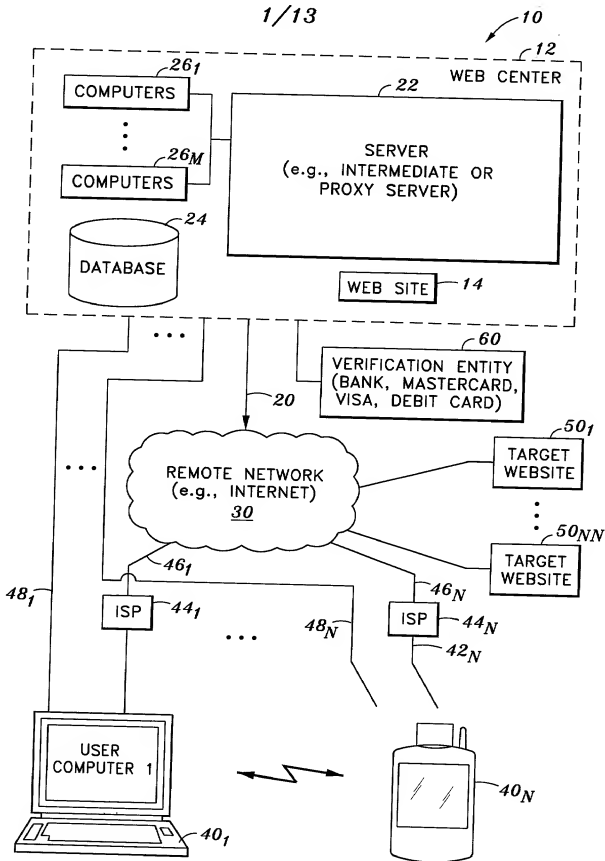 1/13
10
12
WEB CENTER
26₁
COMPUTERS
22
26M
COMPUTERS
SERVER
(e.g., INTERMEDIATE OR
PROXY SERVER)
24
DATABASE
WEB SITE
14
60
VERIFICATION ENTITY
(BANK, MASTERCARD,
VISA, DEBIT CARD)
20
REMOTE NETWORK
(e.g., INTERNET)
30
50₁
TARGET
WEBSITE
50NN
TARGET
WEBSITE
46₁
46N
48₁
ISP
44₁
48N
ISP
44N
42N
USER
COMPUTER 1
40₁
40N